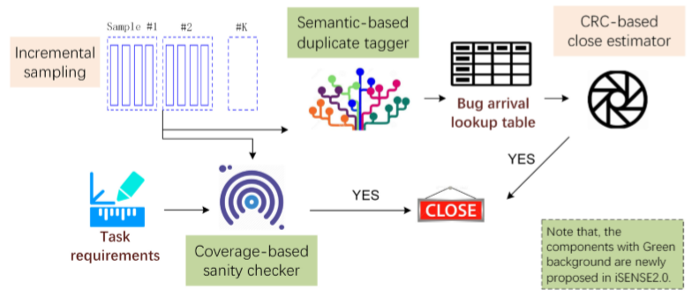 Sample #1
#2
#K
Incremental
sampling
Semantic-based
duplicate tagger
CRC-based
close estimator
Bug arrival
lookup table
YES
YES
CLOSE
Task
requirements
Coverage-based
sanity checker
Note that, the
components with Green
background are newly
proposed in iSENSE2.0.